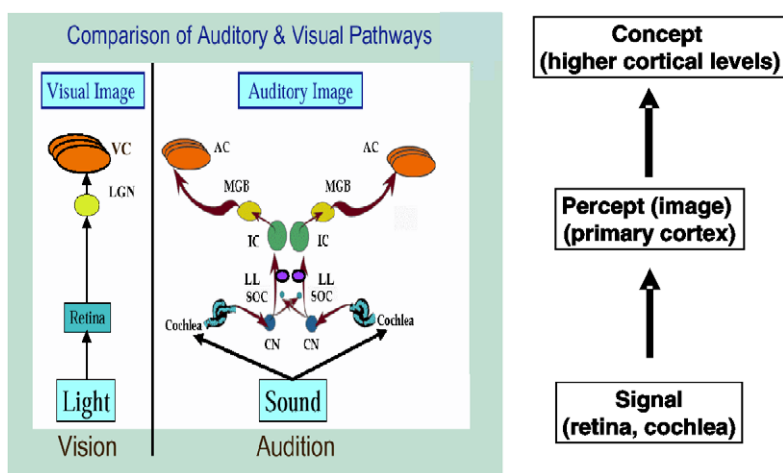 Comparison of Auditory & Visual Pathways
Visual Image
VC
LGN
Retina
Light
Vision
Auditory Image
AC
AC
MGB
MGB
IC
IC
LL
LL
SOC
SOC
Cochlea
Cochlea
CN
CN
Sound
Audition
Concept
(higher cortical levels)
Percept (image)
(primary cortex)
Signal
(retina, cochlea)